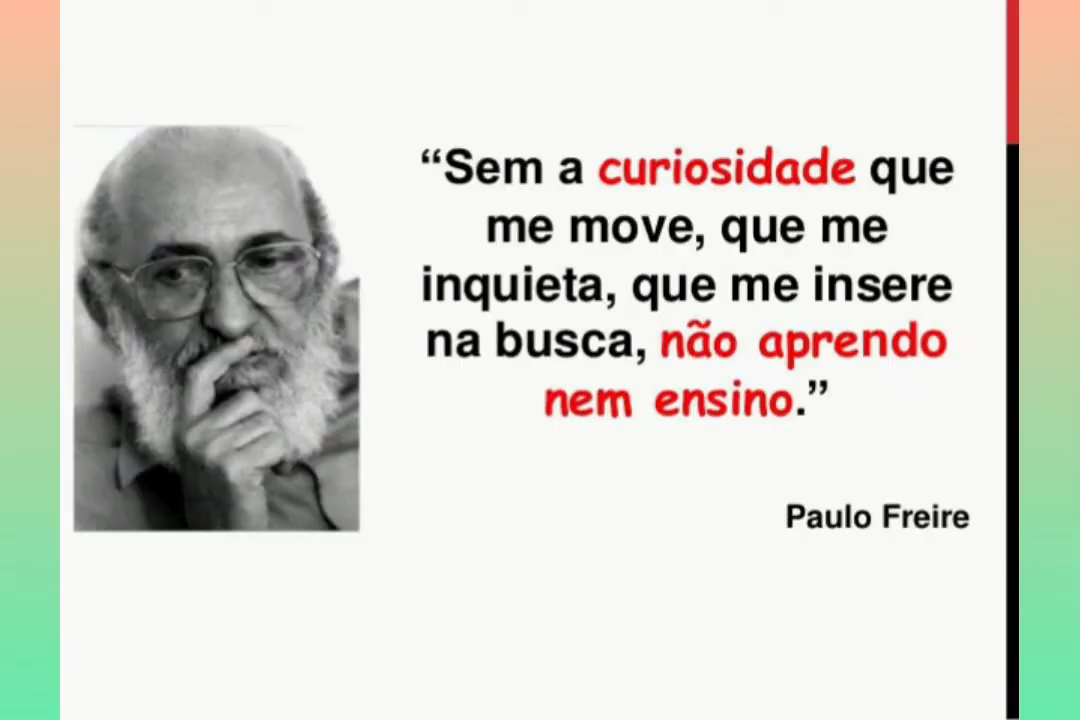 “Sem a curiosidade que
me move, que me
inquieta, que me insere
na busca, não aprendo
nem ensino.”
Paulo Freire